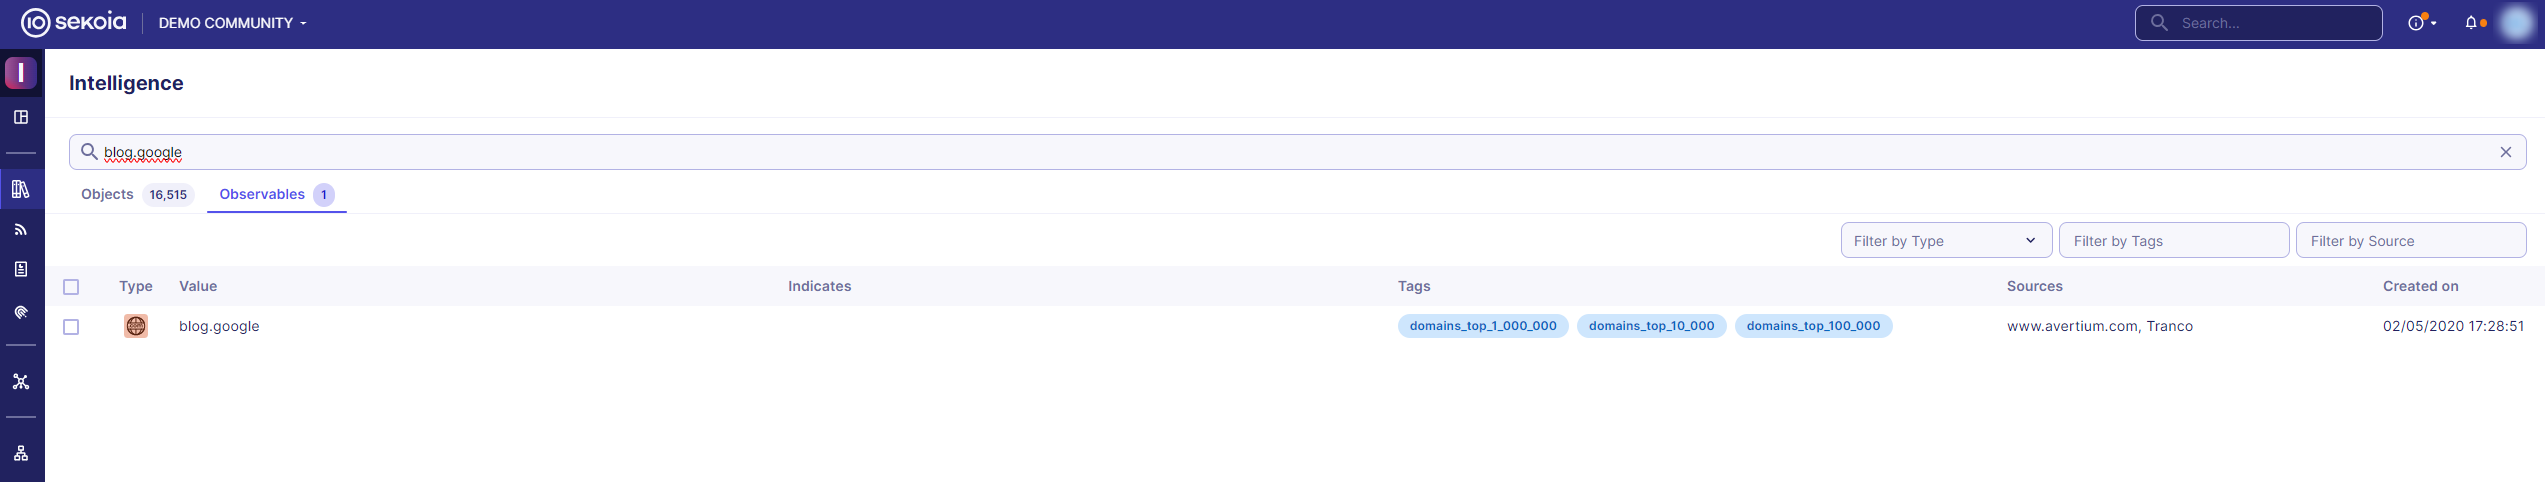 sekoia DEMO COMMUNITY Search...
I
Intelligence
blog.google
Objects 16,515 Observables 1
Filter by Type Filter by Tags Filter by Source
Type Value Indicates Tags Sources Created on
blog.google domains_top_1_000_000 domains_top_10_000 domains_top_100_000 www.avertium.com, Tranco 02/05/2020 17:28:51